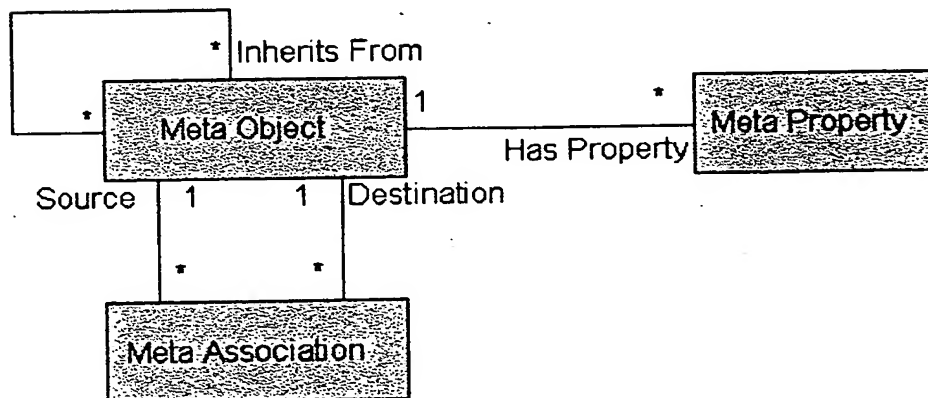 * Inherits From
*
1
*
Meta Object
Meta Property
Has Property
Source 1 1 Destination
* *
Meta Association